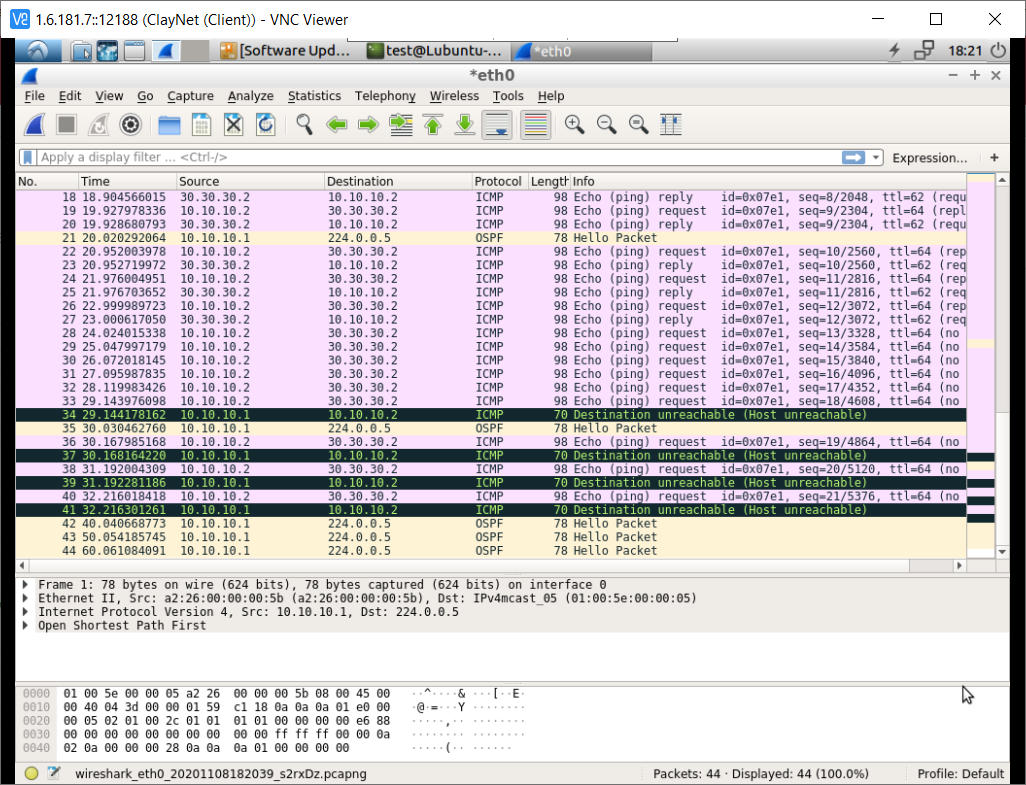 1.6.181.7::12188 (ClayNet (Client)) - VNC Viewer
[Software Upd... test@Lubuntu-... *eth0 18:21
*eth0
File Edit View Go Capture Analyze Statistics Telephony Wireless Tools Help
Apply a display filter ... <Ctrl-/> Expression... +
No. Time Source Destination Protocol Length Info
18 18.904566015 30.30.30.2 10.10.10.2 ICMP 98 Echo (ping) reply id=0x07e1, seq=8/2048, ttl=62 (requ
19 19.927978336 10.10.10.2 30.30.30.2 ICMP 98 Echo (ping) request id=0x07e1, seq=9/2304, ttl=64 (repl
20 19.928680793 30.30.30.2 10.10.10.2 ICMP 98 Echo (ping) reply id=0x07e1, seq=9/2304, ttl=62 (requ
21 20.020292064 10.10.10.1 224.0.0.5 OSPF 78 Hello Packet
22 20.952003978 10.10.10.2 30.30.30.2 ICMP 98 Echo (ping) request id=0x07e1, seq=10/2560, ttl=64 (rep
23 20.952719972 30.30.30.2 10.10.10.2 ICMP 98 Echo (ping) reply id=0x07e1, seq=10/2560, ttl=62 (req
24 21.976004951 10.10.10.2 30.30.30.2 ICMP 98 Echo (ping) request id=0x07e1, seq=11/2816, ttl=64 (rep
25 21.976703652 30.30.30.2 10.10.10.2 ICMP 98 Echo (ping) reply id=0x07e1, seq=11/2816, ttl=62 (req
26 22.999989723 10.10.10.2 30.30.30.2 ICMP 98 Echo (ping) request id=0x07e1, seq=12/3072, ttl=64 (rep
27 23.000617050 30.30.30.2 10.10.10.2 ICMP 98 Echo (ping) reply id=0x07e1, seq=12/3072, ttl=62 (req
28 24.024015338 10.10.10.2 30.30.30.2 ICMP 98 Echo (ping) request id=0x07e1, seq=13/3328, ttl=64 (no
29 25.047997179 10.10.10.2 30.30.30.2 ICMP 98 Echo (ping) request id=0x07e1, seq=14/3584, ttl=64 (no
30 26.072018145 10.10.10.2 30.30.30.2 ICMP 98 Echo (ping) request id=0x07e1, seq=15/3840, ttl=64 (no
31 27.095987835 10.10.10.2 30.30.30.2 ICMP 98 Echo (ping) request id=0x07e1, seq=16/4096, ttl=64 (no
32 28.119983426 10.10.10.2 30.30.30.2 ICMP 98 Echo (ping) request id=0x07e1, seq=17/4352, ttl=64 (no
33 29.143976098 10.10.10.2 30.30.30.2 ICMP 98 Echo (ping) request id=0x07e1, seq=18/4608, ttl=64 (no
34 29.144178162 10.10.10.1 10.10.10.2 ICMP 70 Destination unreachable (Host unreachable)
35 30.030462760 10.10.10.1 224.0.0.5 OSPF 78 Hello Packet
36 30.167985168 10.10.10.2 30.30.30.2 ICMP 98 Echo (ping) request id=0x07e1, seq=19/4864, ttl=64 (no
37 30.168164220 10.10.10.1 10.10.10.2 ICMP 70 Destination unreachable (Host unreachable)
38 31.192004309 10.10.10.2 30.30.30.2 ICMP 98 Echo (ping) request id=0x07e1, seq=20/5120, ttl=64 (no
39 31.192281186 10.10.10.1 10.10.10.2 ICMP 70 Destination unreachable (Host unreachable)
40 32.216018418 10.10.10.2 30.30.30.2 ICMP 98 Echo (ping) request id=0x07e1, seq=21/5376, ttl=64 (no
41 32.216301261 10.10.10.1 10.10.10.2 ICMP 70 Destination unreachable (Host unreachable)
42 40.040668773 10.10.10.1 224.0.0.5 OSPF 78 Hello Packet
43 50.054185745 10.10.10.1 224.0.0.5 OSPF 78 Hello Packet
44 60.061084091 10.10.10.1 224.0.0.5 OSPF 78 Hello Packet
Frame 1: 78 bytes on wire (624 bits), 78 bytes captured (624 bits) on interface 0
Ethernet II, Src: a2:26:00:00:00:5b (a2:26:00:00:00:5b), Dst: IPv4mcast_05 (01:00:5e:00:00:05)
Internet Protocol Version 4, Src: 10.10.10.1, Dst: 224.0.0.5
Open Shortest Path First
0000 01 00 5e 00 00 05 a2 26 00 00 00 5b 08 00 45 00 ··^····& ···[··E·
0010 00 40 04 3d 00 00 01 59 c1 18 0a 0a 0a 01 e0 00 ·@·=···Y ········
0020 00 05 02 01 00 2c 01 01 01 01 00 00 00 00 e6 88 ·····,·· ········
0030 00 00 00 00 00 00 00 00 00 00 ff ff ff 00 00 0a ········ ········
0040 02 0a 00 00 00 28 0a 0a 0a 01 00 00 00 00 ·····(·· ······
wireshark_eth0_20201108182039_s2rxDz.pcapng Packets: 44 · Displayed: 44 (100.0%) Profile: Default